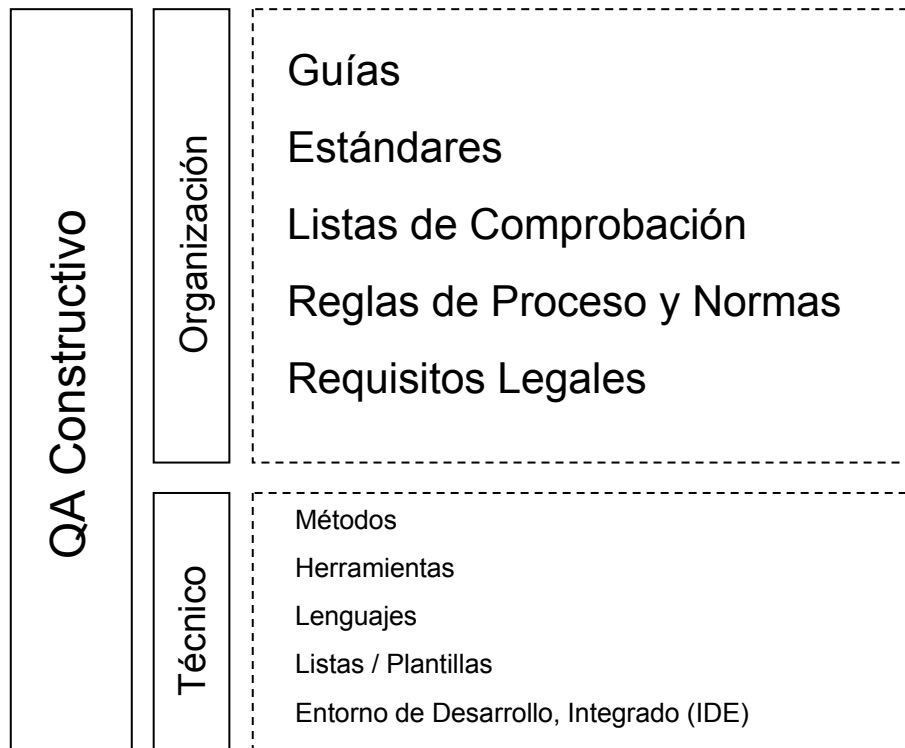 QA Constructivo
Organización
Guías
Estándares
Listas de Comprobación
Reglas de Proceso y Normas
Requisitos Legales
Técnico
Métodos
Herramientas
Lenguajes
Listas / Plantillas
Entorno de Desarrollo, Integrado (IDE)